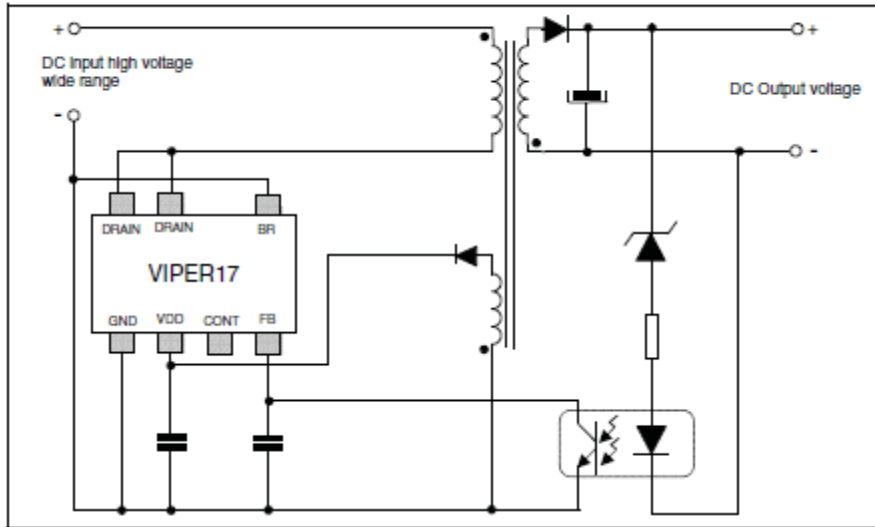 +
DC Input high voltage
wide range
-
+
DC Output voltage
-
DRAIN
DRAIN
BR
VIPER17
GND
VDD
CONT
FB